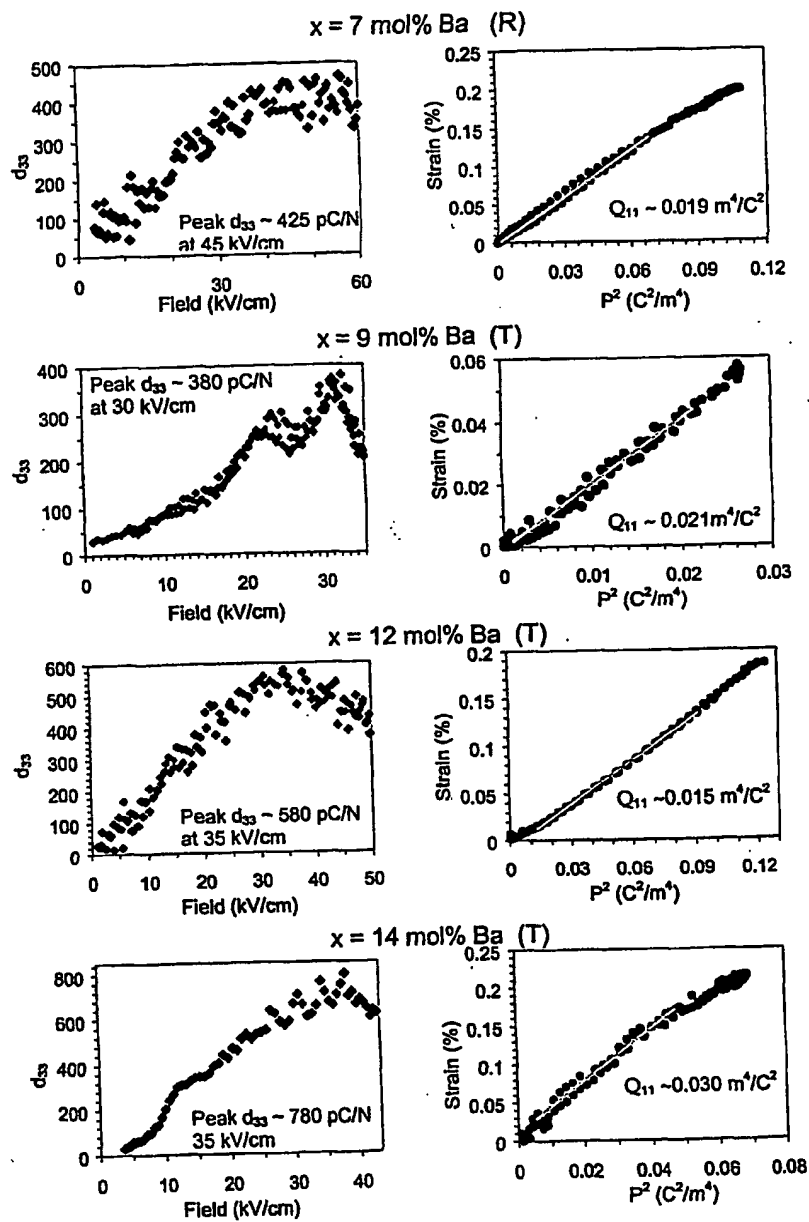 x = 7 mol% Ba (R)
500
400
300
200
100
0
d₃₃
0
30
60
Field (kV/cm)
Peak d₃₃ ~ 425 pC/N
at 45 kV/cm
0.25
0.2
0.15
0.1
0.05
0
Strain (%)
0
0.03
0.06
0.09
0.12
P² (C²/m⁴)
Q₁₁ ~ 0.019 m⁴/C²
x = 9 mol% Ba (T)
400
300
200
100
0
d₃₃
0
10
20
30
Field (kV/cm)
Peak d₃₃ ~ 380 pC/N
at 30 kV/cm
0.06
0.04
0.02
0
Strain (%)
0
0.01
0.02
0.03
P² (C²/m⁴)
Q₁₁ ~ 0.021m⁴/C²
x = 12 mol% Ba (T)
600
500
400
300
200
100
0
d₃₃
0
10
20
30
40
50
Field (kV/cm)
Peak d₃₃ ~ 580 pC/N
at 35 kV/cm
0.2
0.15
0.1
0.05
0
Strain (%)
0
0.03
0.06
0.09
0.12
P² (C²/m⁴)
Q₁₁ ~0.015 m⁴/C²
x = 14 mol% Ba (T)
800
600
400
200
0
d₃₃
0
10
20
30
40
Field (kV/cm)
Peak d₃₃ ~ 780 pC/N
35 kV/cm
0.25
0.2
0.15
0.1
0.05
0
Strain (%)
0
0.02
0.04
0.06
0.08
P² (C²/m⁴)
Q₁₁ ~0.030 m⁴/C²